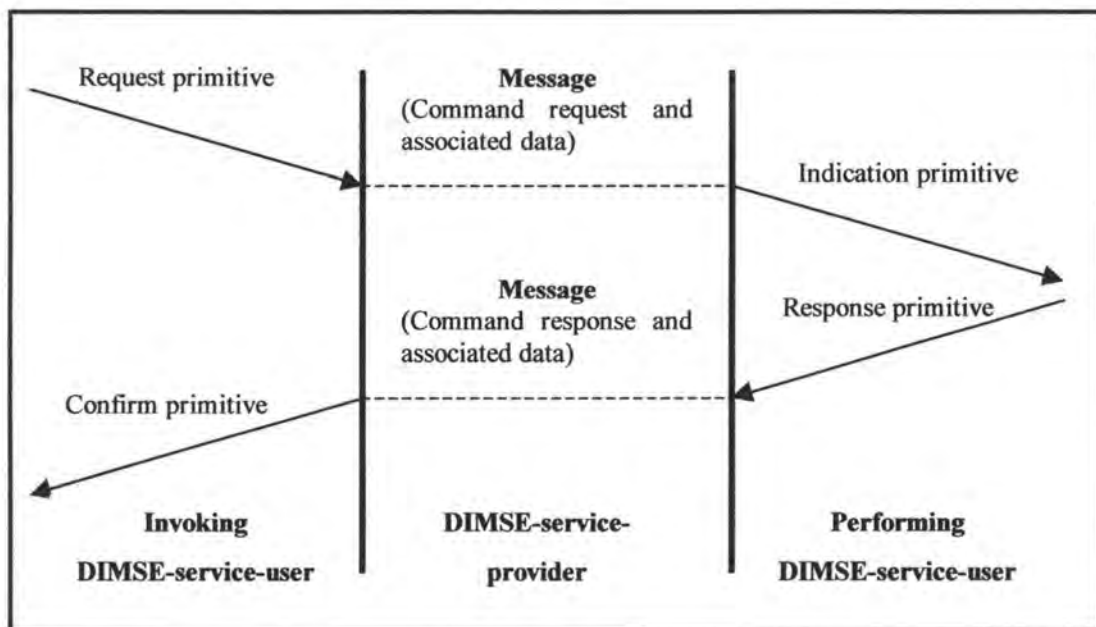 Request primitive
Message
(Command request and
associated data)
Indication primitive
Message
(Command response and
associated data)
Response primitive
Confirm primitive
Invoking
DIMSE-service-user
DIMSE-service-
provider
Performing
DIMSE-service-user